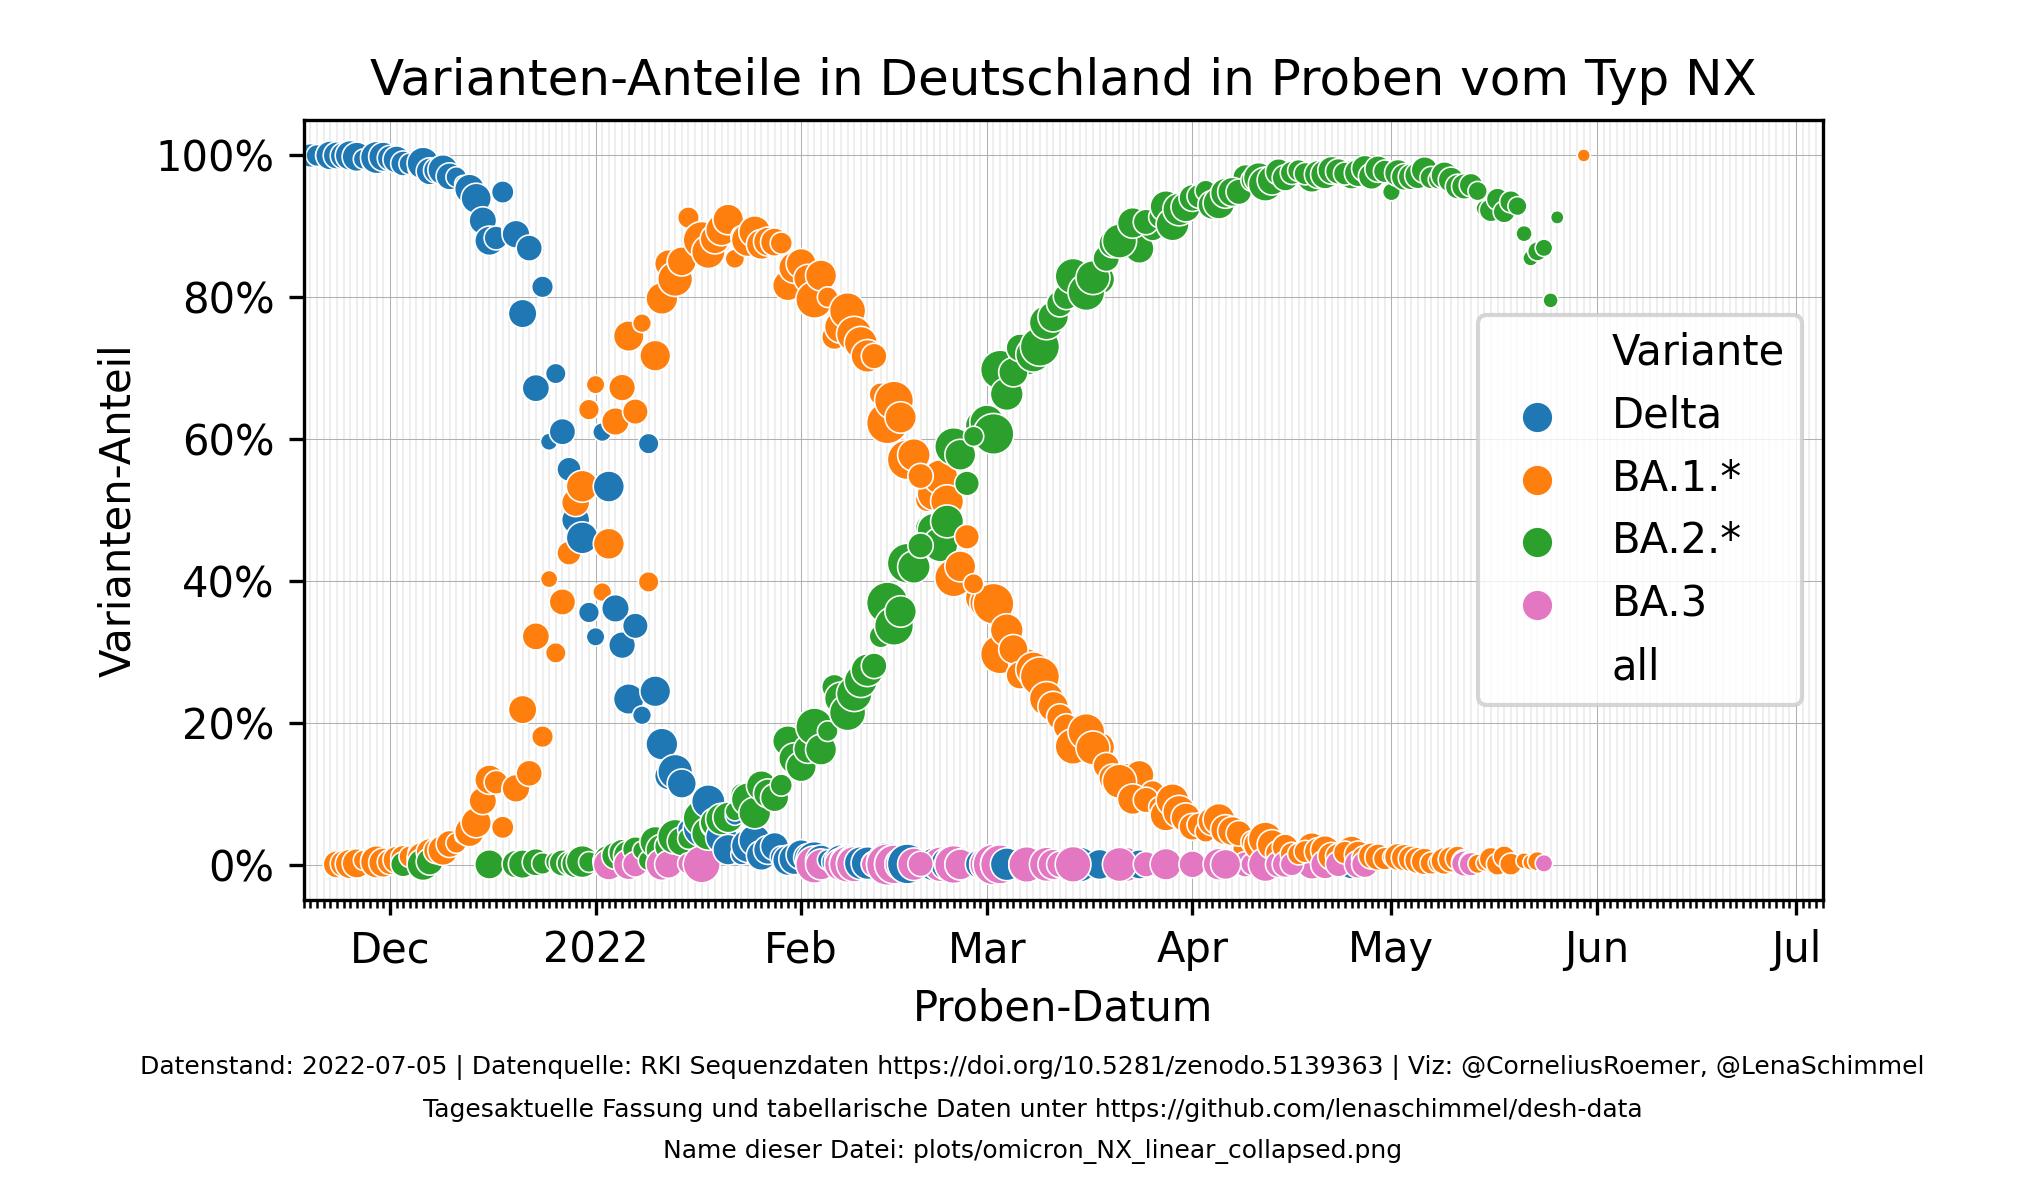 Varianten-Anteile in Deutschland in Proben vom Typ NX
100%
80%
60%
40%
20%
0%
Varianten-Anteil
Variante
Delta
BA.1.*
BA.2.*
BA.3
all
Dec 2022 Feb Mar Apr May Jun Jul
Proben-Datum
Datenstand: 2022-07-05 | Datenquelle: RKI Sequenzdaten https://doi.org/10.5281/zenodo.5139363 | Viz: @CorneliusRoemer, @LenaSchimmel
Tagesaktuelle Fassung und tabellarische Daten unter https://github.com/lenaschimmel/desh-data
Name dieser Datei: plots/omicron_NX_linear_collapsed.png